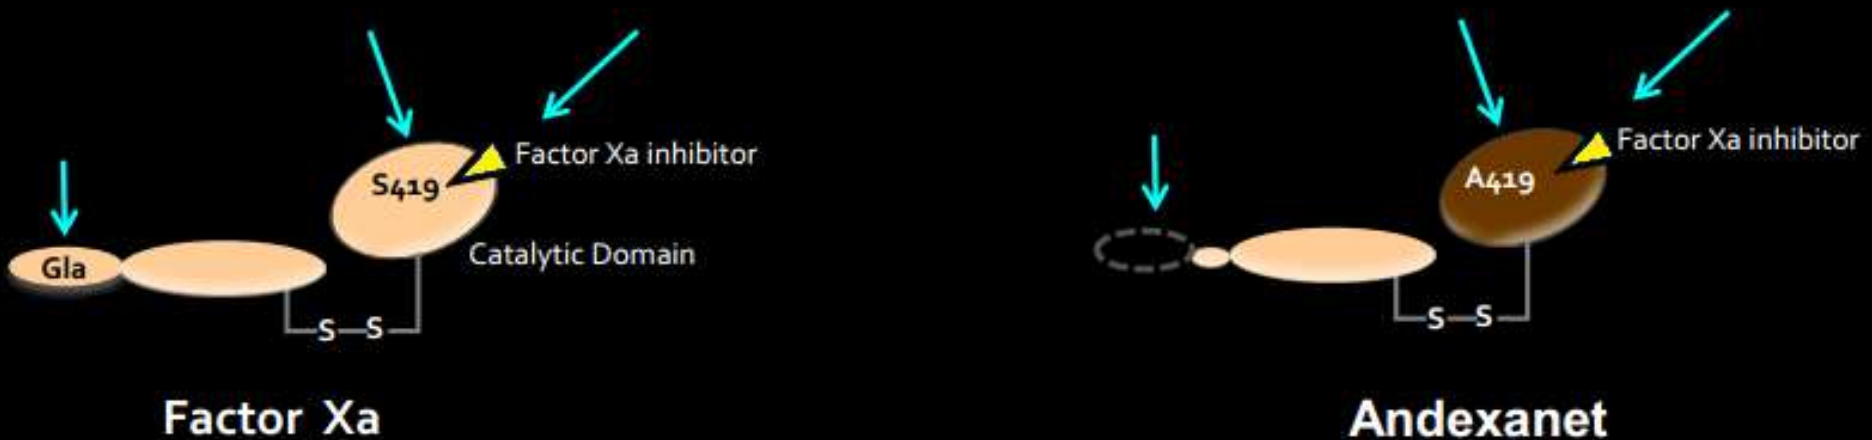 Factor Xa inhibitor
S419
Gla
Catalytic Domain
S S
Factor Xa
Factor Xa inhibitor
A419
S S
Andexanet